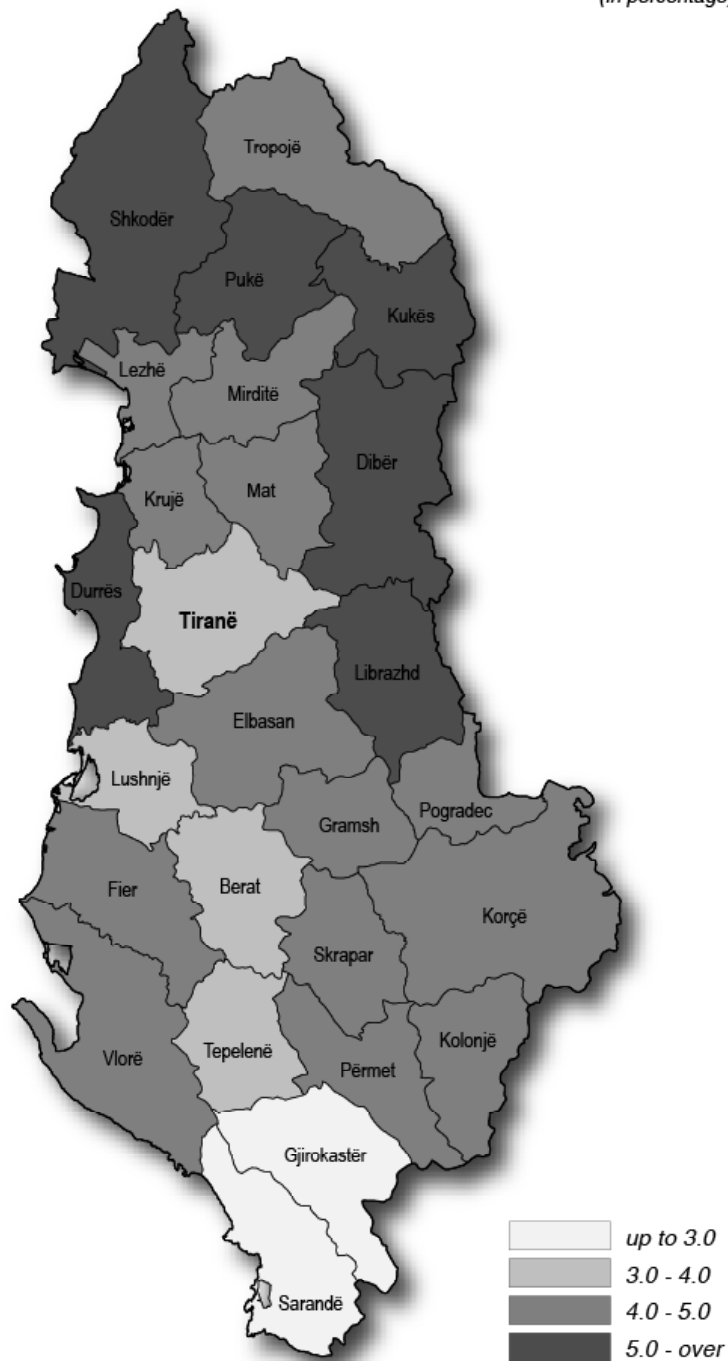 (in percentage)
Tropojë
Shkodër
Pukë
Kukës
Lezhë
Mirditë
Dibër
Mat
Krujë
Durrës
Tiranë
Librazhd
Elbasan
Lushnjë
Pogradec
Gramsh
Fier
Berat
Korçë
Skrapar
Kolonjë
Tepelenë
Vlorë
Përmet
Gjirokastër
Sarandë
up to 3.0
3.0 - 4.0
4.0 - 5.0
5.0 - over